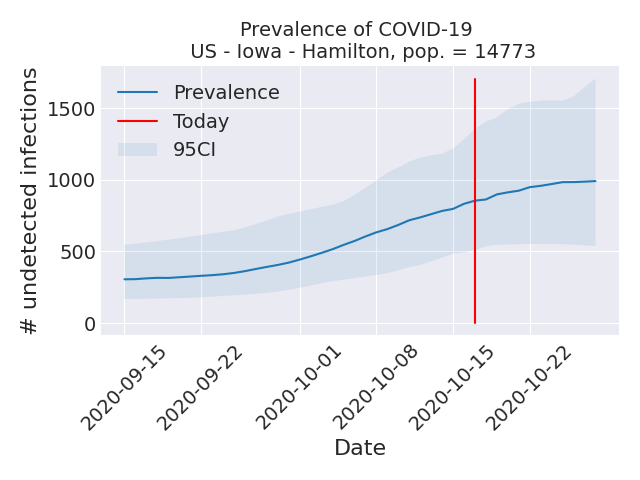 Prevalence of COVID-19
US - Iowa - Hamilton, pop. = 14773
Prevalence
Today
95CI
# undetected infections
1500
1000
500
0
2020-09-15
2020-09-22
2020-10-01
2020-10-08
2020-10-15
2020-10-22
Date